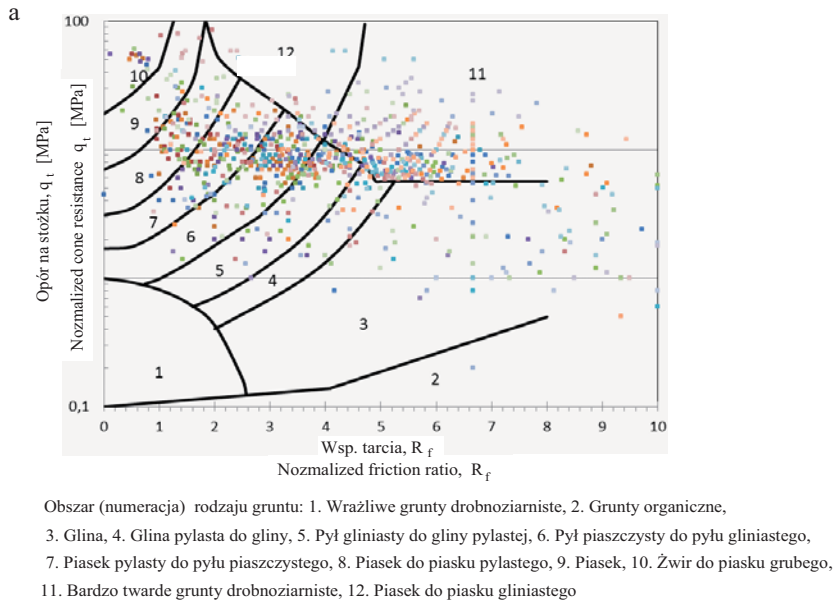 a
100
Opór na stożku, q t [MPa]
Nozmalized cone resistance q t [MPa]
12
11
10
9
8
7
6
5
4
3
1
2
0,1
0 1 2 3 4 5 6 7 8 9 10
Wsp. tarcia, R f
Nozmalized friction ratio, R f
Obszar (numeracja) rodzaju gruntu: 1. Wrażliwe grunty drobnoziarniste, 2. Grunty organiczne,
3. Glina, 4. Glina pylasta do gliny, 5. Pył gliniasty do gliny pylastej, 6. Pył piaszczysty do pyłu gliniastego,
7. Piasek pylasty do pyłu piaszczystego, 8. Piasek do piasku pylastego, 9. Piasek, 10. Żwir do piasku grubego,
11. Bardzo twarde grunty drobnoziarniste, 12. Piasek do piasku gliniastego